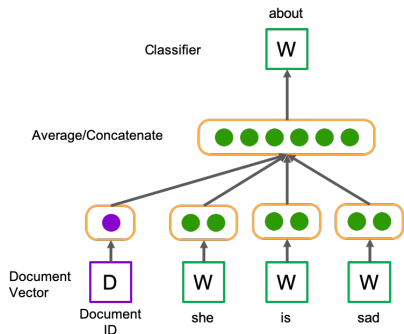 about
Classifier
W
Average/Concatenate
Document
Vector
D
W
W
W
Document
ID
she
is
sad